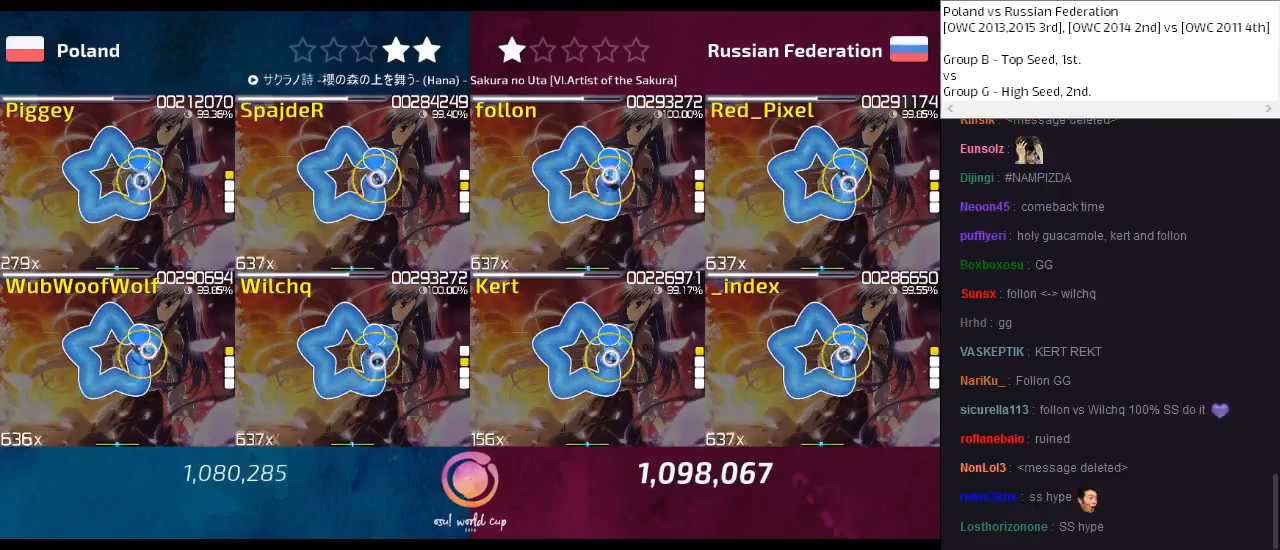 Poland
Russian Federation
サクラノ詩 -櫻の森の上を舞う- (Hana) - Sakura no Uta [VI.Artist of the Sakura]
Piggey
00212070
99.36%
279x
SpajdeR
00284249
99.40%
637x
follon
00293272
100.00%
637x
Red_Pixel
00291174
99.85%
637x
WubWoofWolf
00290694
99.85%
636x
Wilchq
00293272
100.00%
637x
Kert
00226971
99.17%
156x
_index
00286650
99.55%
637x
1,080,285
osu! world cup
1,098,067
Poland vs Russian Federation
[OWC 2013,2015 3rd], [OWC 2014 2nd] vs [OWC 2011 4th]
Group B - Top Seed, 1st.
vs
Group G - High Seed, 2nd.
<message deleted>
Eunsolz :
Dijingi : #NAMPIZDA
Neoon45 : comeback time
pufflyeri : holy guacamole, kert and follon
Boxboxosu : GG
Sunsx : follon <-> wilchq
Hrhd : gg
VASKEPTIK : KERT REKT
NariKu_ : Follon GG
sicurella113 : follon vs Wilchq 100% SS do it
roflanebalo : ruined
NonLol3 : <message deleted>
: ss hype
Losthorizonone : SS hype